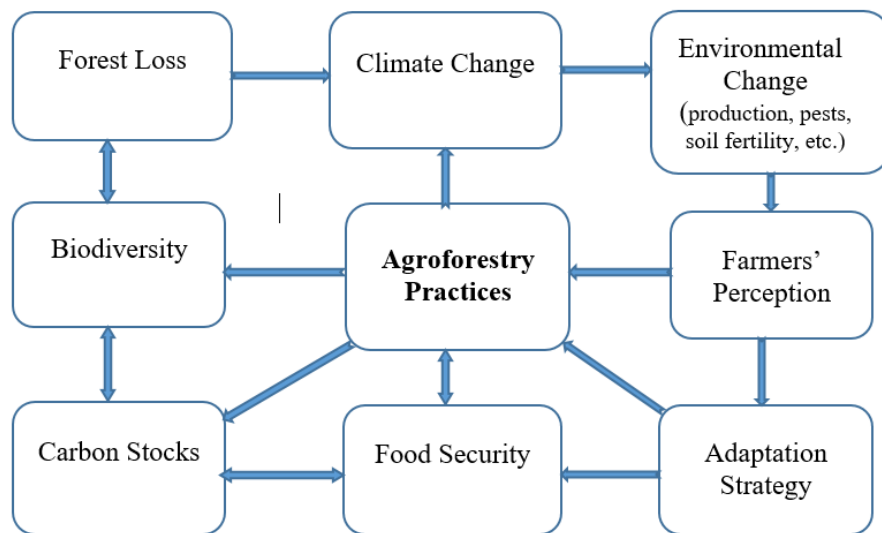 Forest Loss
Climate Change
Environmental
Change
(production, pests,
soil fertility, etc.)
Biodiversity
Agroforestry
Practices
Farmers’
Perception
Carbon Stocks
Food Security
Adaptation
Strategy